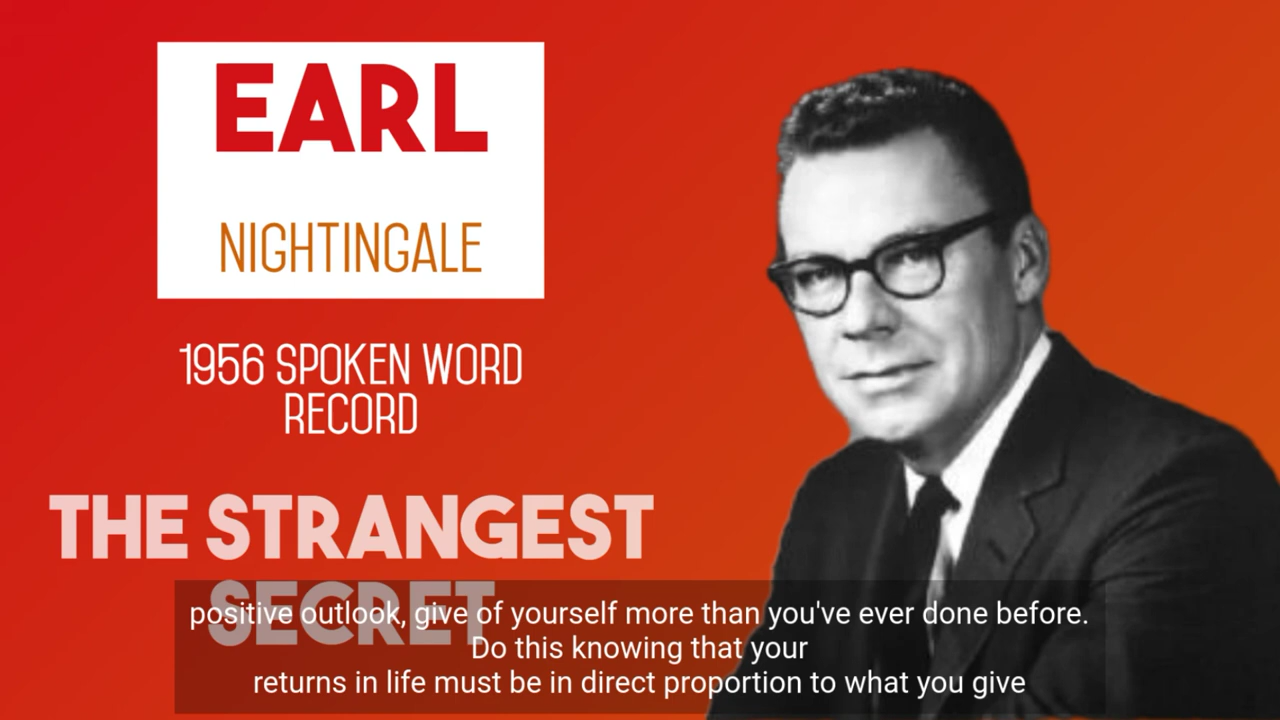 EARL
NIGHTINGALE
1956 SPOKEN WORD
RECORD
THE STRANGEST
SECRET
positive outlook, give of yourself more than you've ever done before.
Do this knowing that your
returns in life must be in direct proportion to what you give